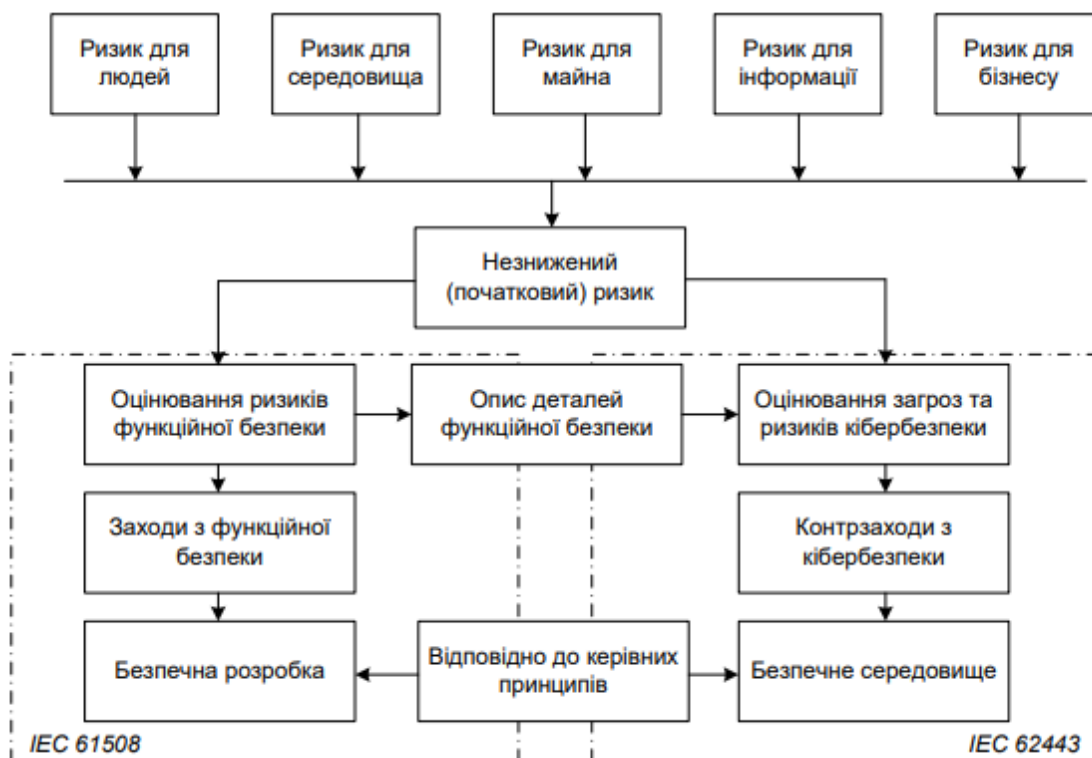 Ризик для
людей
Ризик для
середовища
Ризик для
майна
Ризик для
інформації
Ризик для
бізнесу
Незнижений
(початковий) ризик
Оцінювання ризиків
функційної безпеки
Опис деталей
функційної безпеки
Оцінювання загроз та
ризиків кібербезпеки
Заходи з функційної
безпеки
Контрзаходи з
кібербезпеки
Безпечна розробка
Відповідно до керівних
принципів
Безпечне середовище
IEC 61508
IEC 62443